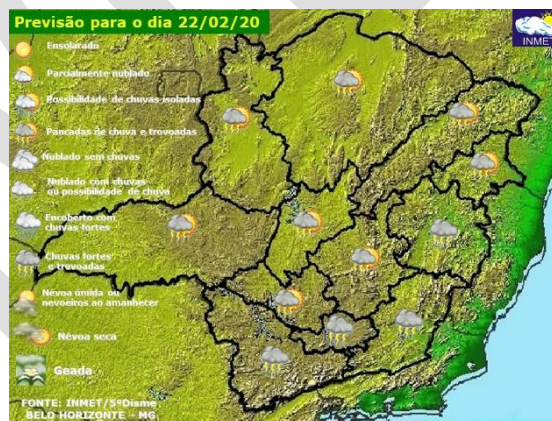 Previsão para o dia 22/02/20
INMET
Ensolarado
Parcialmente nublado
Possibilidade de chuvas isoladas
Pancadas de chuva e trovoadas
Nublado sem chuvas
Nublado com chuvas
ou possibilidade de chuva
Encoberto com
chuvas fortes
Chuvas fortes
e trovoadas
Névoa úmida ou
nevoeiros ao amanhecer
Névoa seca
Geada
FONTE: INMET/5ºDisme
BELO HORIZONTE - MG